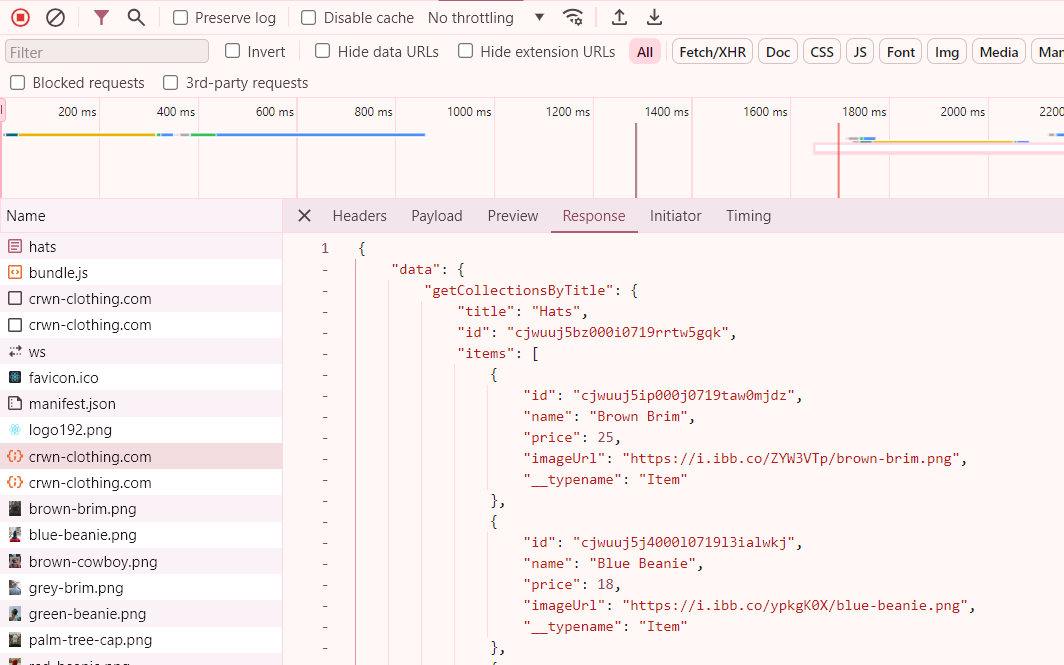 Preserve log Disable cache No throttling
Filter Invert Hide data URLs Hide extension URLs All Fetch/XHR Doc CSS JS Font Img Media
Blocked requests 3rd-party requests
200 ms 400 ms 600 ms 800 ms 1000 ms 1200 ms 1400 ms 1600 ms 1800 ms 2000 ms
Name
hats
bundle.js
crwn-clothing.com
crwn-clothing.com
ws
favicon.ico
manifest.json
logo192.png
crwn-clothing.com
crwn-clothing.com
brown-brim.png
blue-beanie.png
brown-cowboy.png
grey-brim.png
green-beanie.png
palm-tree-cap.png
Headers Payload Preview Response Initiator Timing
1 {
- "data": {
- "getCollectionsByTitle": {
- "title": "Hats",
- "id": "cjwuuj5bz000i0719rrtw5gqk",
- "items": [
- {
- "id": "cjwuuj5ip000j0719taw0mjdz",
- "name": "Brown Brim",
- "price": 25,
- "imageUrl": "https://i.ibb.co/ZYW3VTp/brown-brim.png",
- "__typename": "Item"
- },
- {
- "id": "cjwuuj5j4000l0719l3ialwkj",
- "name": "Blue Beanie",
- "price": 18,
- "imageUrl": "https://i.ibb.co/ypkgK0X/blue-beanie.png",
- "__typename": "Item"
- },